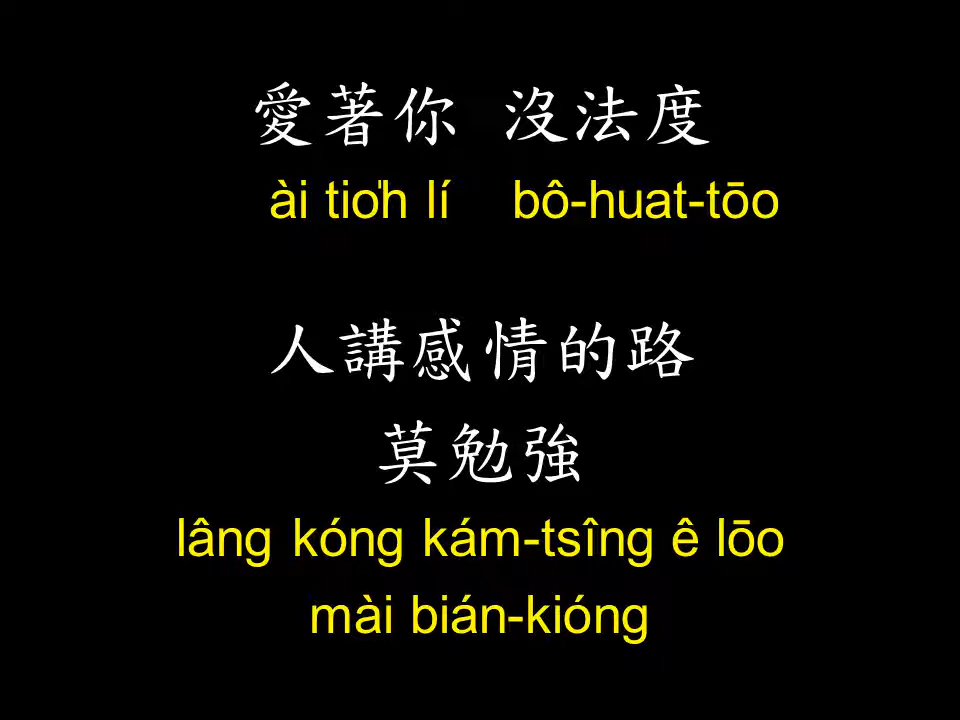 愛著你 沒法度
ài tio̍h lí bô-huat-tōo
人講感情的路
莫勉強
lâng kóng kám-tsîng ê lōo
mài bián-kióng